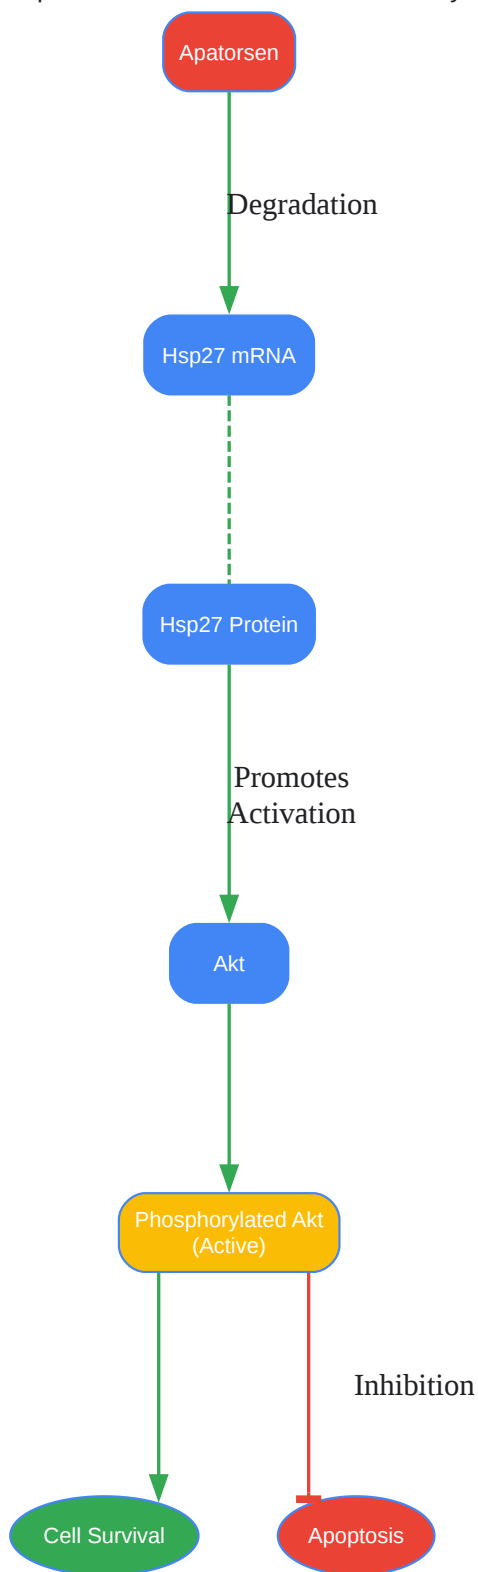 Apatorsen
Degradation
Hsp27 mRNA
Hsp27 Protein
Promotes
Activation
Akt
Phosphorylated Akt
(Active)
Inhibition
Cell Survival
Apoptosis